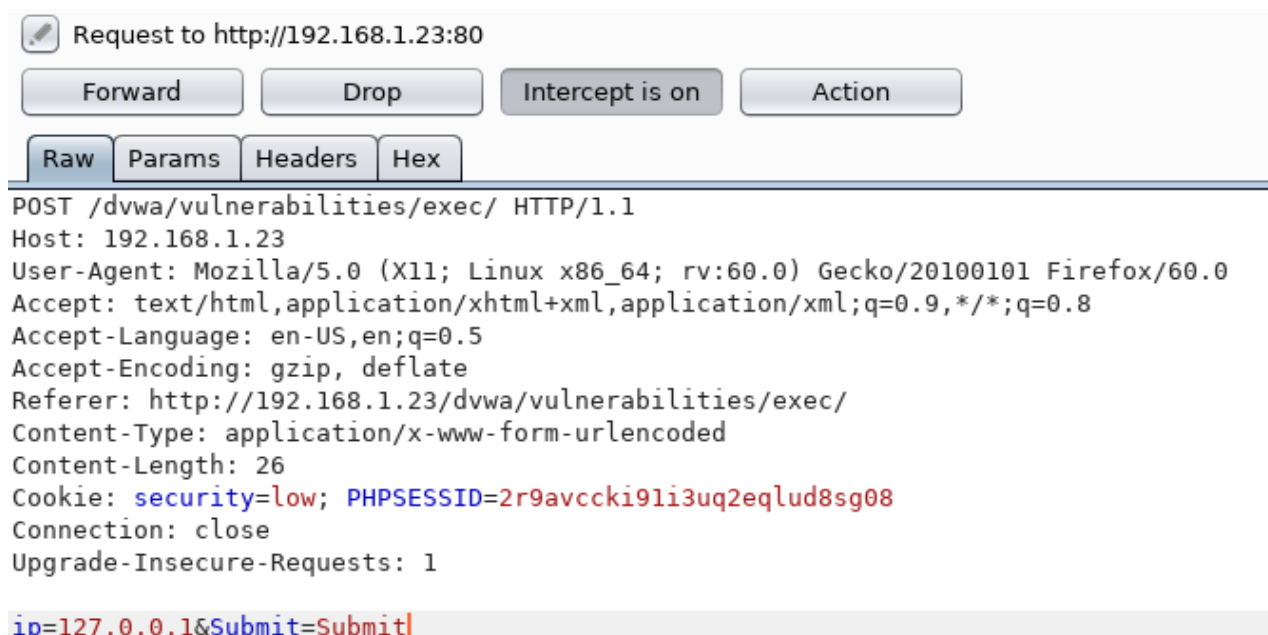 Request to http://192.168.1.23:80
Forward Drop Intercept is on Action
Raw Params Headers Hex
POST /dvwa/vulnerabilities/exec/ HTTP/1.1
Host: 192.168.1.23
User-Agent: Mozilla/5.0 (X11; Linux x86_64; rv:60.0) Gecko/20100101 Firefox/60.0
Accept: text/html,application/xhtml+xml,application/xml;q=0.9,*/*;q=0.8
Accept-Language: en-US,en;q=0.5
Accept-Encoding: gzip, deflate
Referer: http://192.168.1.23/dvwa/vulnerabilities/exec/
Content-Type: application/x-www-form-urlencoded
Content-Length: 26
Cookie: security=low; PHPSESSID=2r9avccki91i3uq2eqlud8sg08
Connection: close
Upgrade-Insecure-Requests: 1
ip=127.0.0.1&Submit=Submit